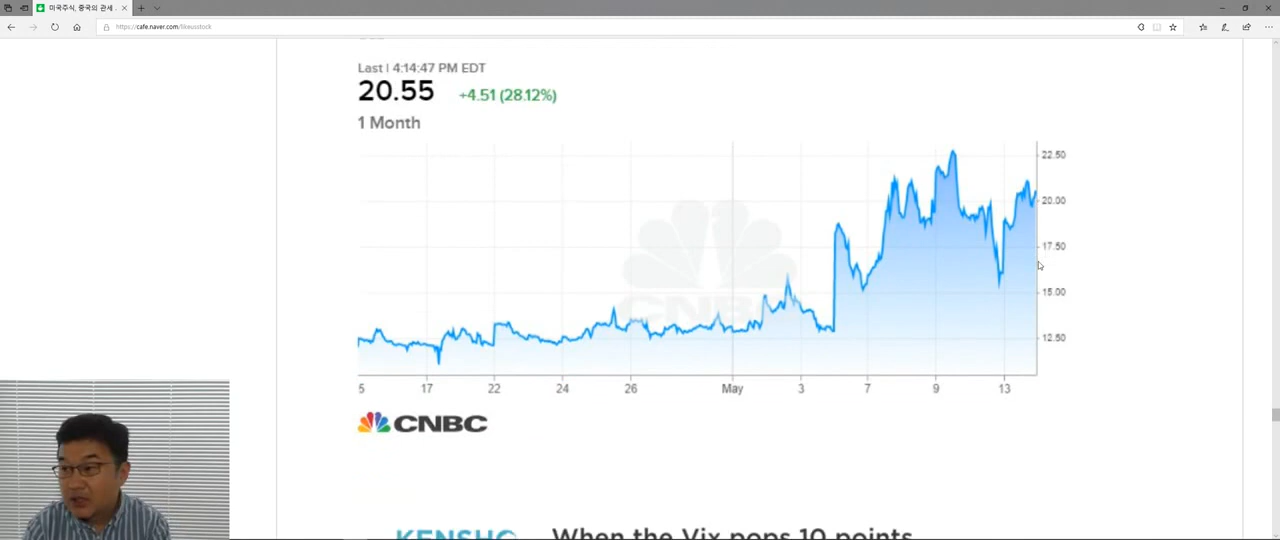 미국주식, 중국의 관세
https://cafe.naver.com/likeusstock
Last | 4:14:47 PM EDT
20.55 +4.51 (28.12%)
1 Month
22.50
20.00
17.50
15.00
12.50
CNBC
5 17 22 24 26 May 3 7 9 13
CNBC
KENSHO When the Vix pops 10 points